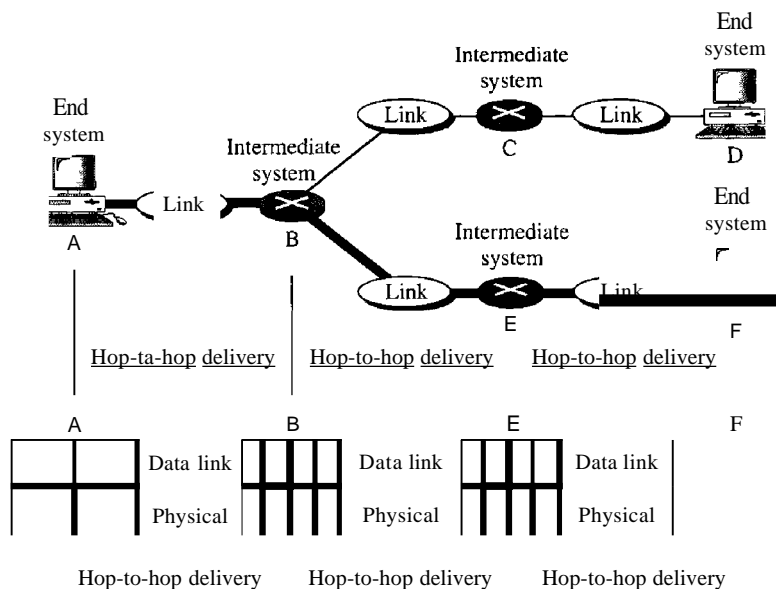 End
system
Intermediate
system
Link
Link
C
D
End
system
Intermediate
system
Link
A
B
End
system
Intermediate
system
Link
Link
E
F
Hop-ta-hop delivery
Hop-to-hop delivery
Hop-to-hop delivery
A
B
E
F
Data link
Data link
Data link
Physical
Physical
Physical
Hop-to-hop delivery
Hop-to-hop delivery
Hop-to-hop delivery